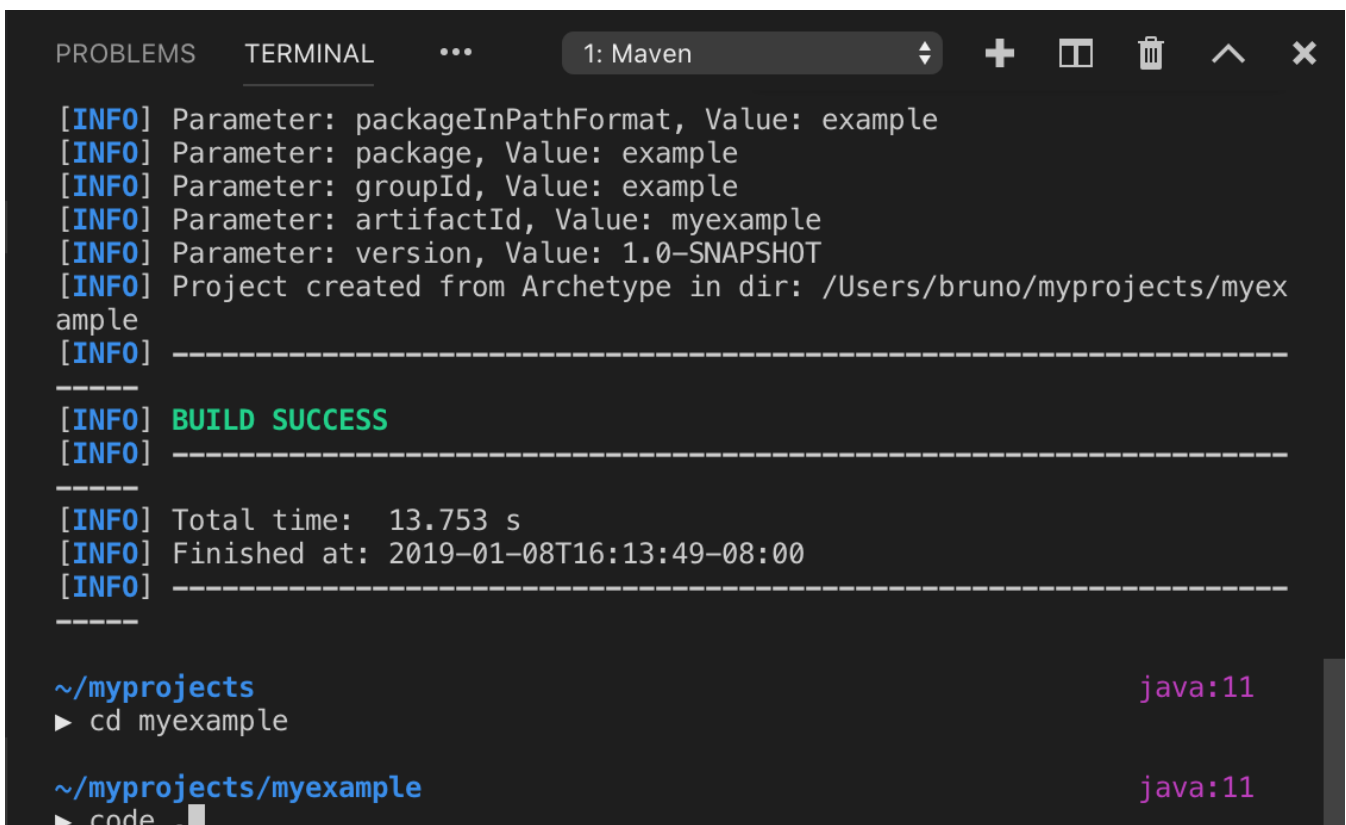 PROBLEMS TERMINAL ••• 1: Maven
[INFO] Parameter: packageInPathFormat, Value: example
[INFO] Parameter: package, Value: example
[INFO] Parameter: groupId, Value: example
[INFO] Parameter: artifactId, Value: myexample
[INFO] Parameter: version, Value: 1.0-SNAPSHOT
[INFO] Project created from Archetype in dir: /Users/bruno/myprojects/myex
ample
[INFO] -------------------------------------------------------------------
-----
[INFO] BUILD SUCCESS
[INFO] -------------------------------------------------------------------
-----
[INFO] Total time:  13.753 s
[INFO] Finished at: 2019-01-08T16:13:49-08:00
[INFO] -------------------------------------------------------------------
-----
~/myprojects java:11
▶ cd myexample
~/myprojects/myexample java:11
▶ code .